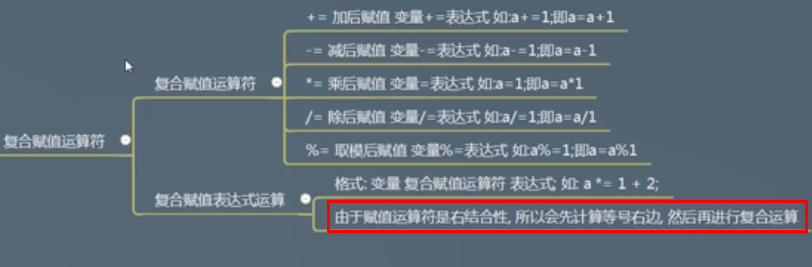 复合赋值运算符
复合赋值运算符
+= 加后赋值 变量+=表达式 如:a+=1;即a=a+1
-= 减后赋值 变量-=表达式 如:a-=1;即a=a-1
*= 乘后赋值 变量=表达式 如:a=1;即a=a*1
/= 除后赋值 变量/=表达式 如:a/=1;即a=a/1
%= 取模后赋值 变量%=表达式 如:a%=1;即a=a%1
复合赋值表达式运算
格式: 变量 复合赋值运算符 表达式; 如: a *= 1 + 2;
由于赋值运算符是右结合性, 所以会先计算等号右边, 然后再进行复合运算